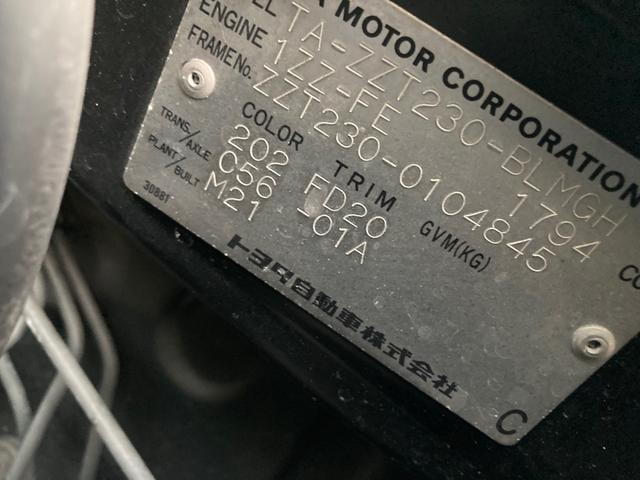 MOTOR CORPORATION
EL TA-ZZT230-BLMGH
ENGINE 1ZZ-FE 1794
FRAME No. ZZT230-0104845
COLOR TRIM GVM(KG)
202 FD20
TRANS/AXLE C56 -01A
PLANT/BUILT M21
30881
トヨタ自動車株式会社
C